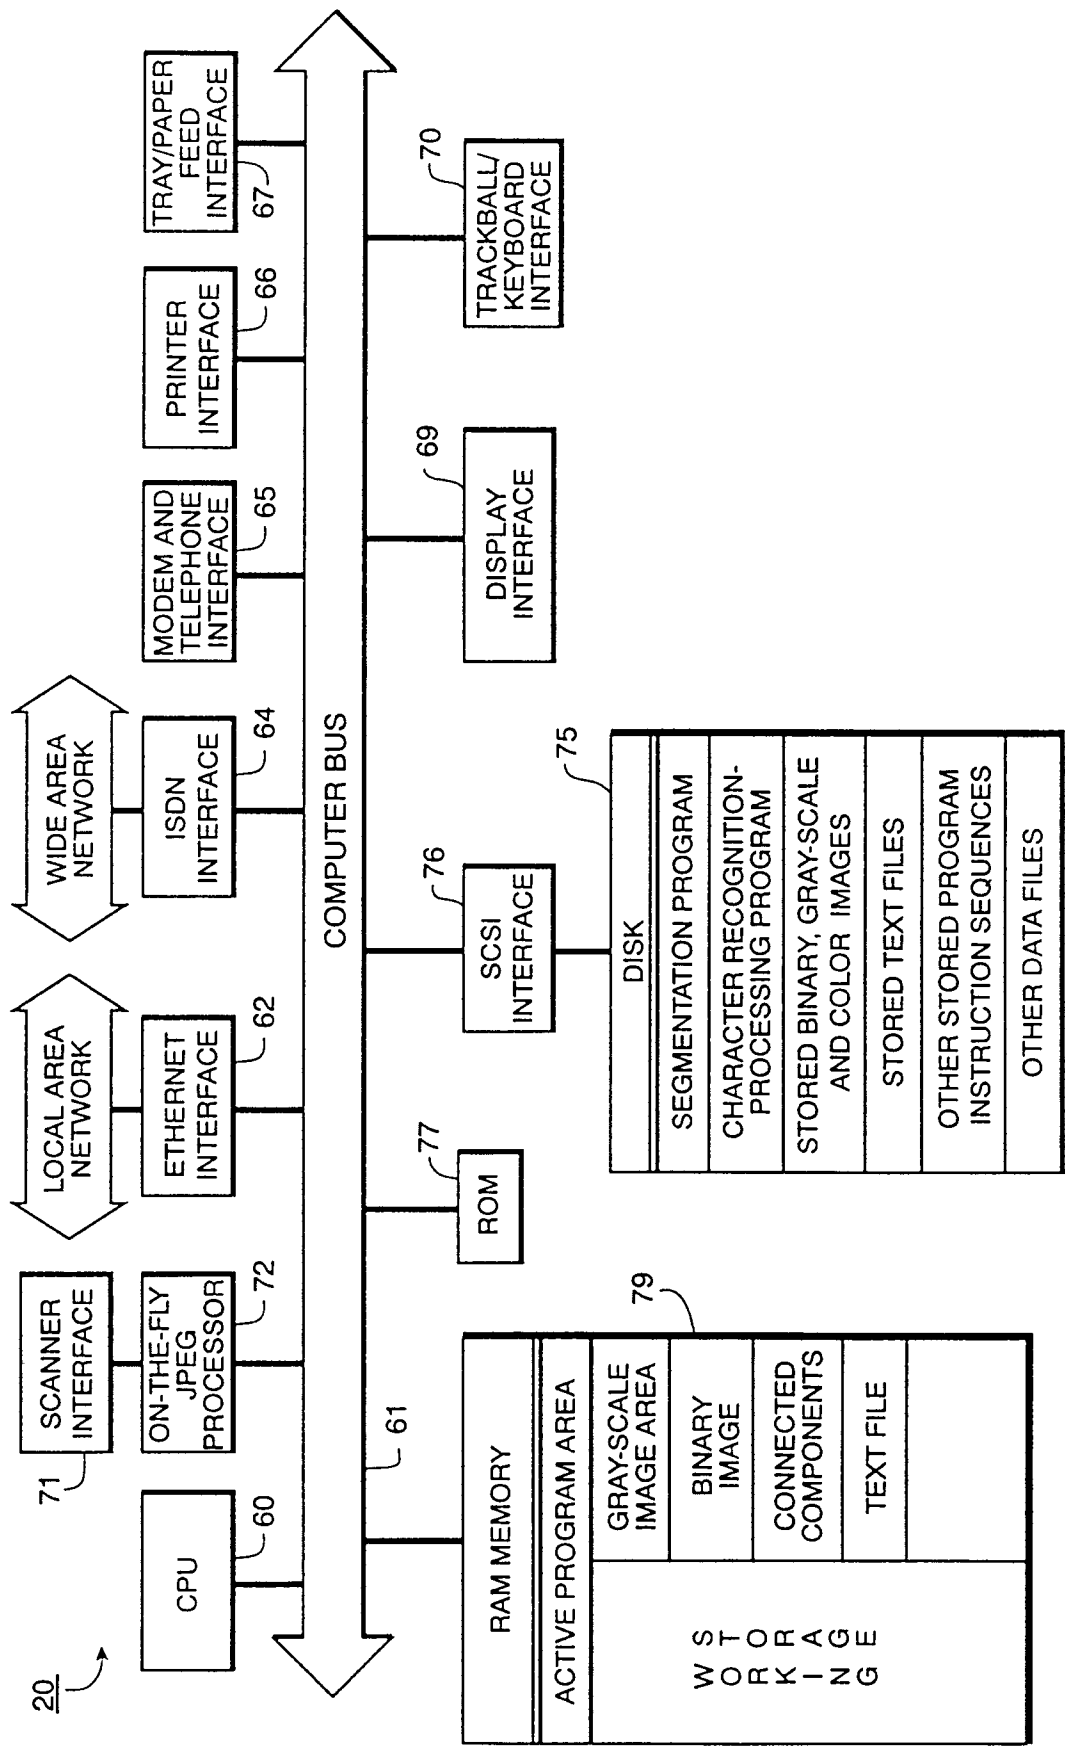 20
CPU
60
SCANNER
INTERFACE
71
ON-THE-FLY
JPEG
PROCESSOR
72
LOCAL AREA
NETWORK
ETHERNET
INTERFACE
62
WIDE AREA
NETWORK
ISDN
INTERFACE
64
MODEM AND
TELEPHONE
INTERFACE
65
PRINTER
INTERFACE
66
TRAY/PAPER
FEED
INTERFACE
67
COMPUTER BUS
61
RAM MEMORY
ACTIVE PROGRAM AREA
WORKING
STORAGE
GRAY-SCALE
IMAGE AREA
BINARY
IMAGE
CONNECTED
COMPONENTS
TEXT FILE
79
ROM
77
SCSI
INTERFACE
76
DISK
SEGMENTATION PROGRAM
CHARACTER RECOGNITION-
PROCESSING PROGRAM
STORED BINARY, GRAY-SCALE
AND COLOR IMAGES
STORED TEXT FILES
OTHER STORED PROGRAM
INSTRUCTION SEQUENCES
OTHER DATA FILES
75
DISPLAY
INTERFACE
69
TRACKBALL/
KEYBOARD
INTERFACE
70